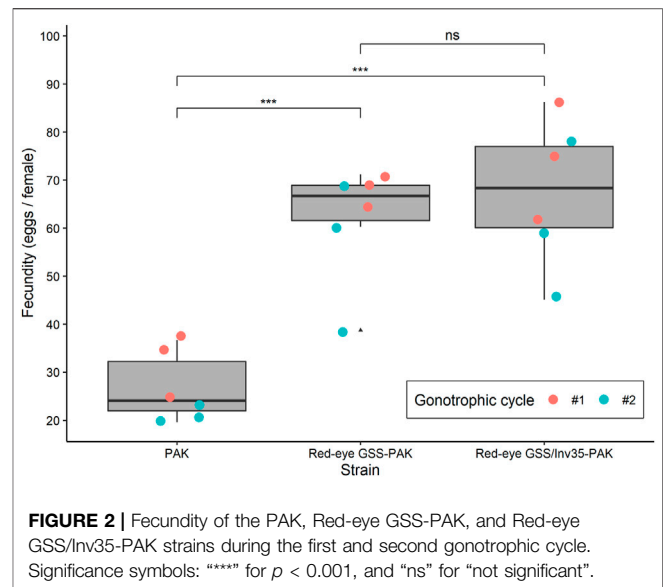 100
90
80
70
60
50
40
30
20
Fecundity (eggs / female)
ns
***
***
Gonotrophic cycle #1 #2
PAK Red-eye GSS-PAK Red-eye GSS/Inv35-PAK
Strain
FIGURE 2 | Fecundity of the PAK, Red-eye GSS-PAK, and Red-eye
GSS/Inv35-PAK strains during the first and second gonotrophic cycle.
Significance symbols: “***” for p < 0.001, and “ns” for “not significant”.